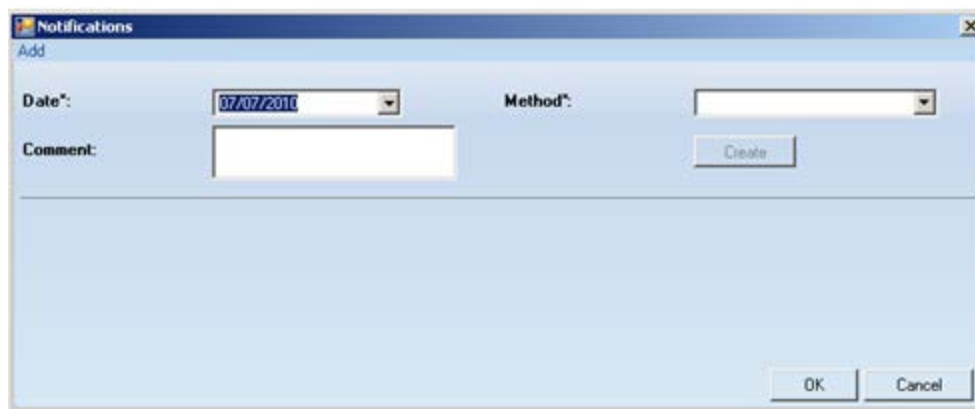 Notifications
Add
Date*:
07/07/2010
Method*:
Comment:
Create
OK
Cancel